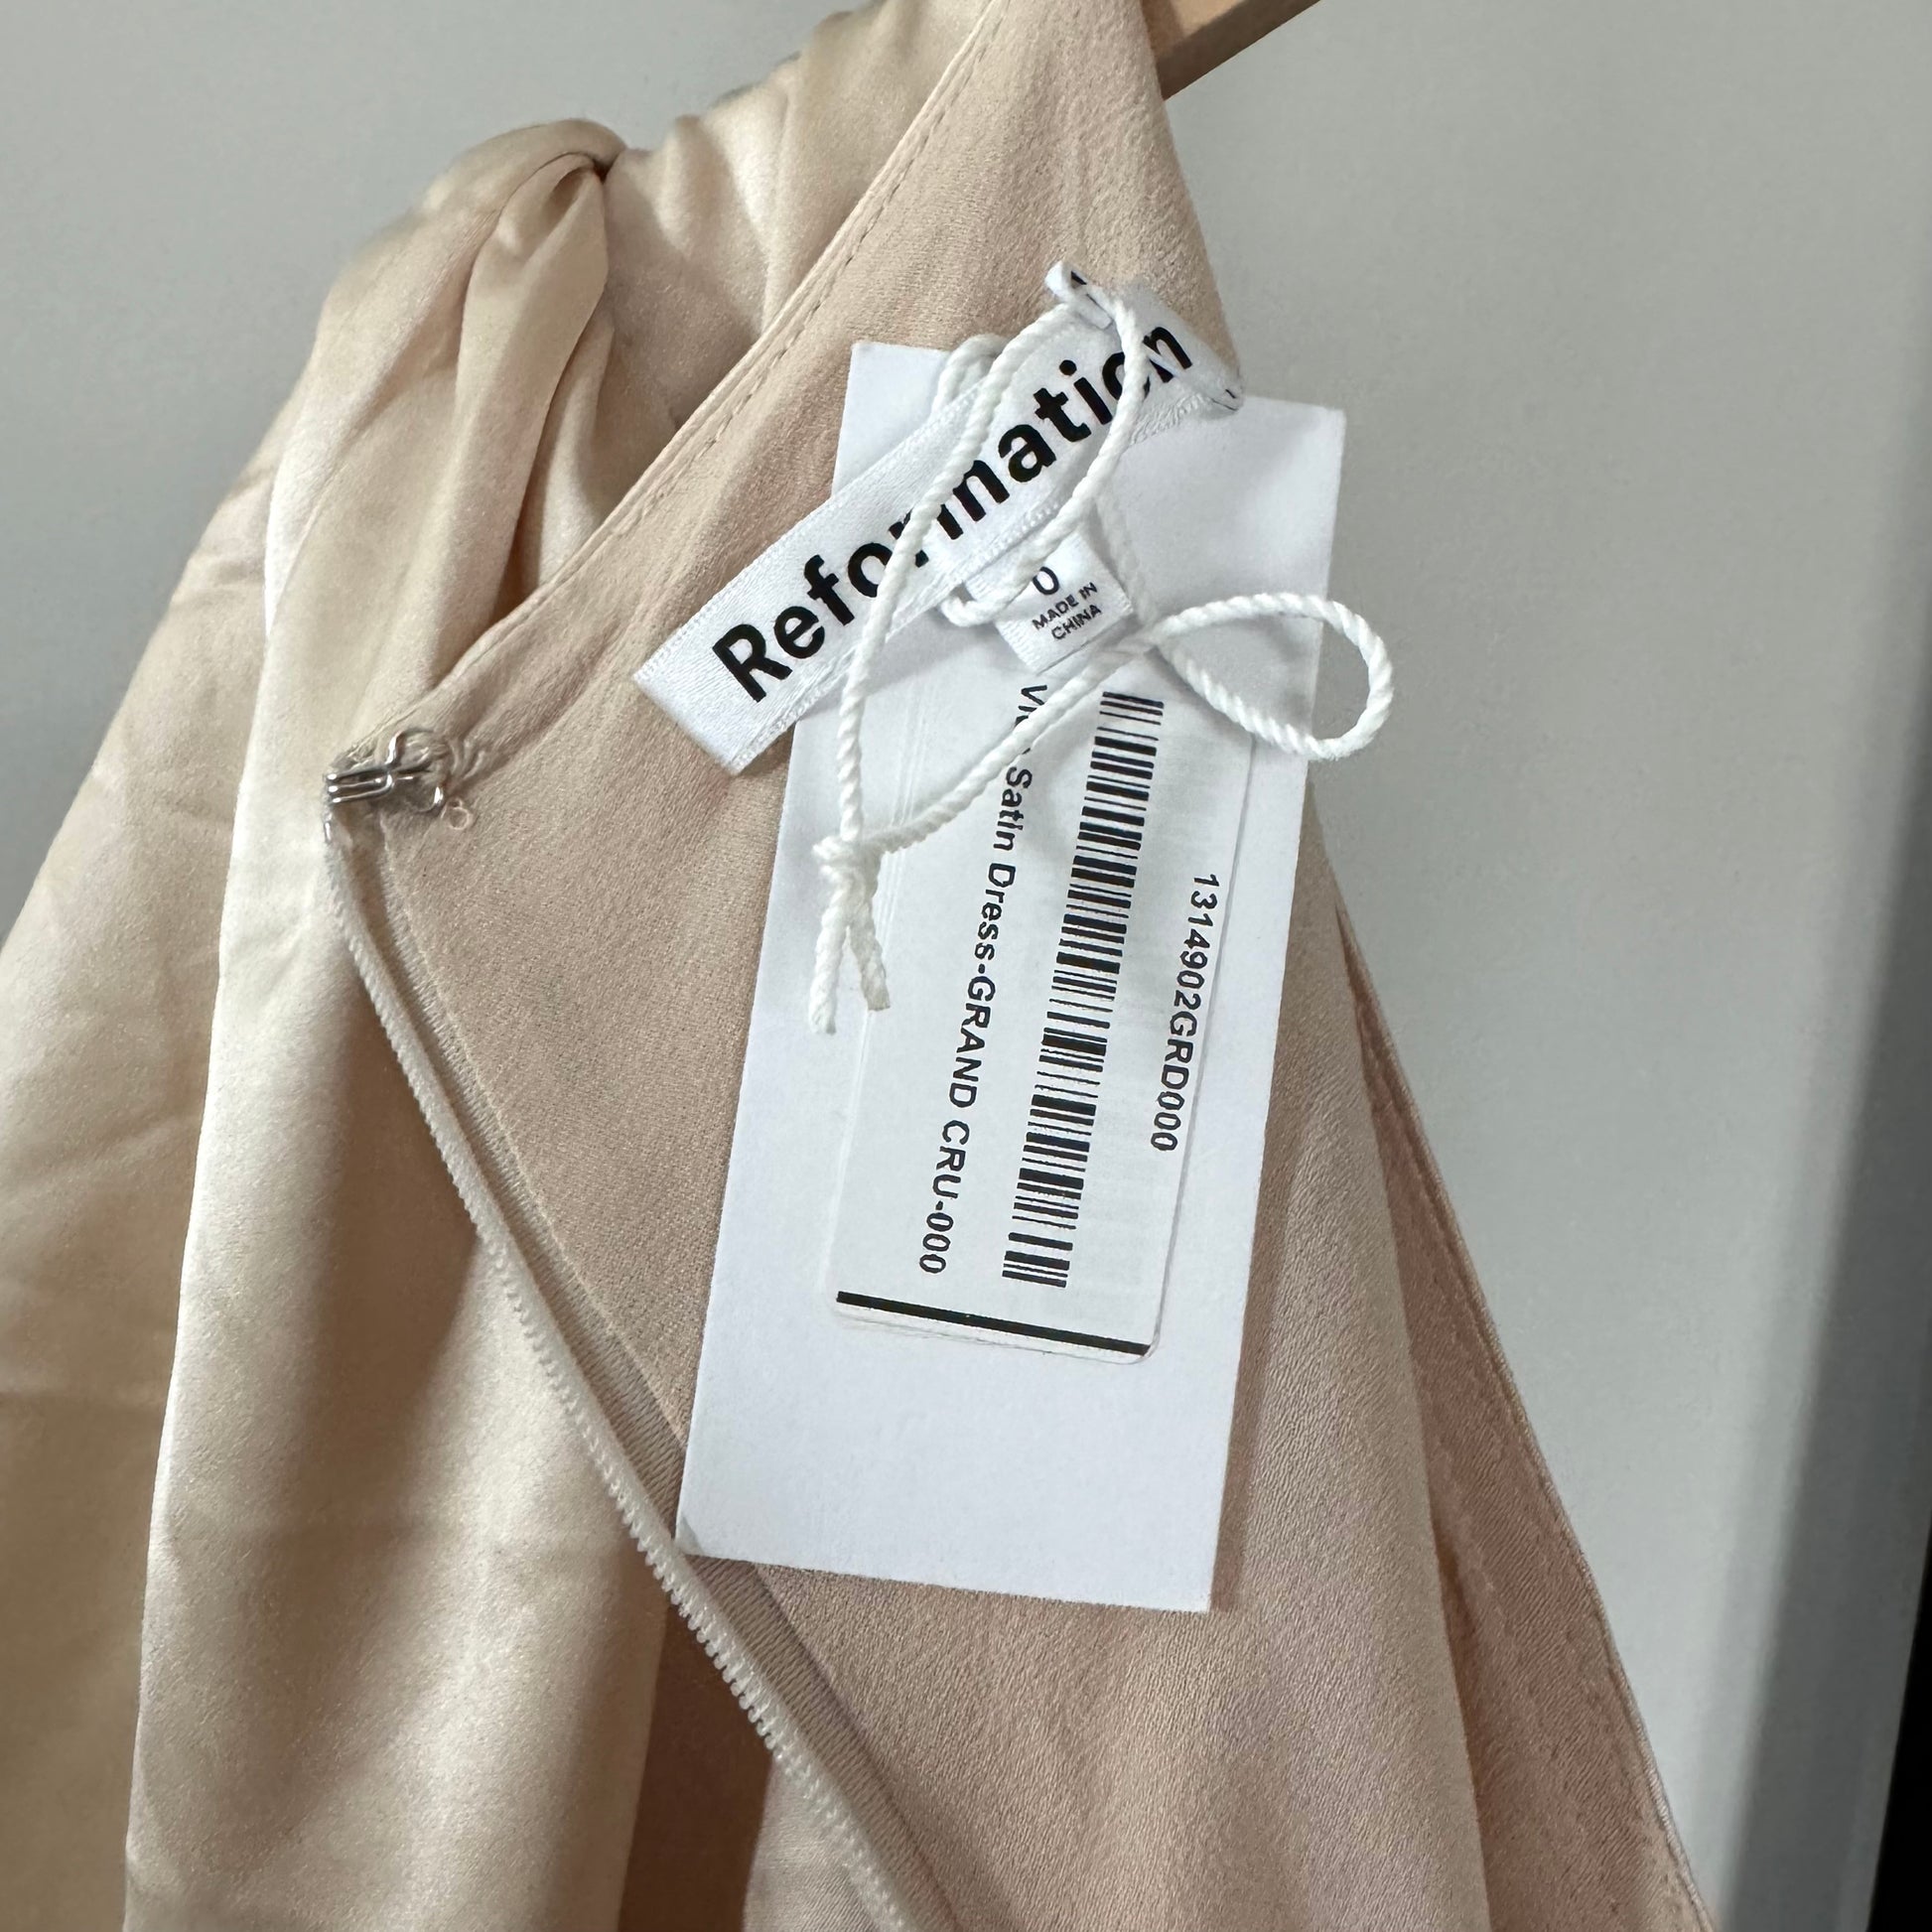 Reformation
0
MADE IN
CHINA
Satin Dress-GRAND CRU-000
1314902GRD000